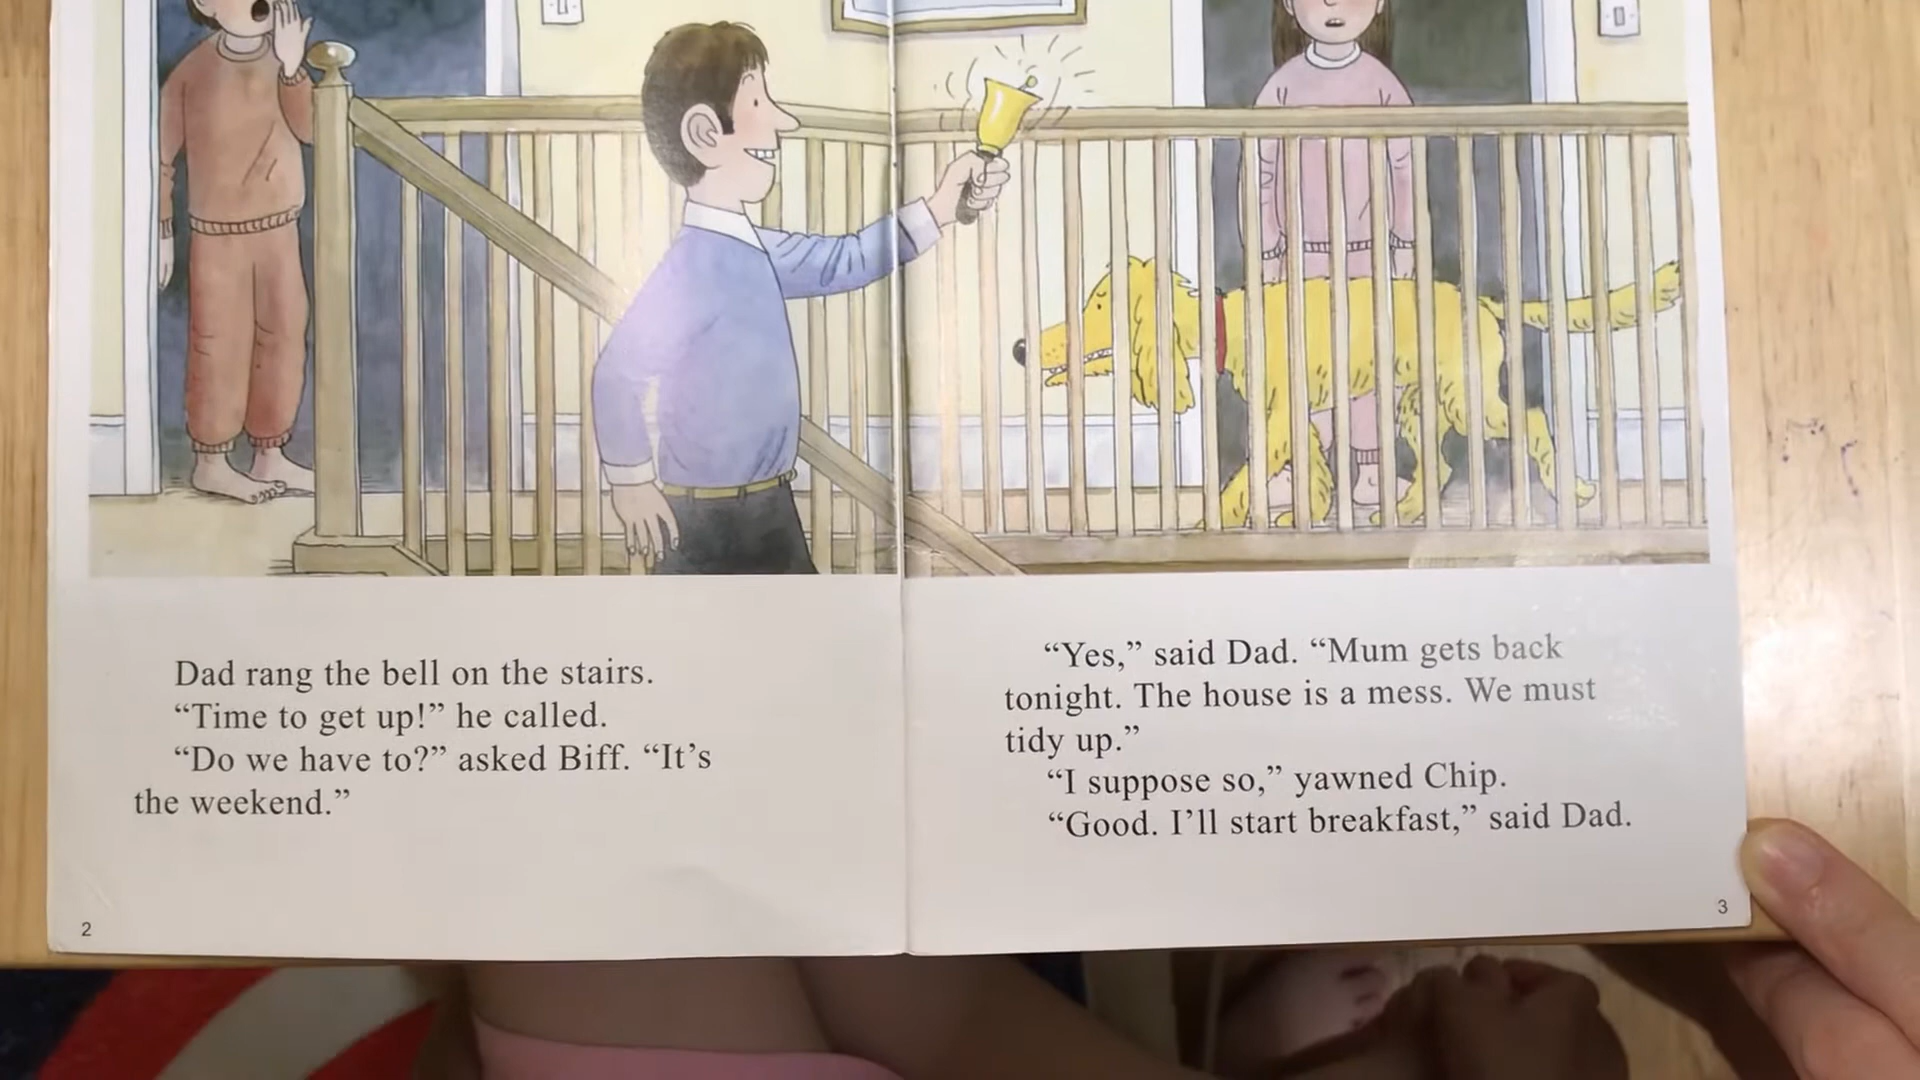 Dad rang the bell on the stairs.
“Time to get up!” he called.
“Do we have to?” asked Biff. “It’s
the weekend.”
2
“Yes,” said Dad. “Mum gets back
tonight. The house is a mess. We must
tidy up.”
“I suppose so,” yawned Chip.
“Good. I’ll start breakfast,” said Dad.
3